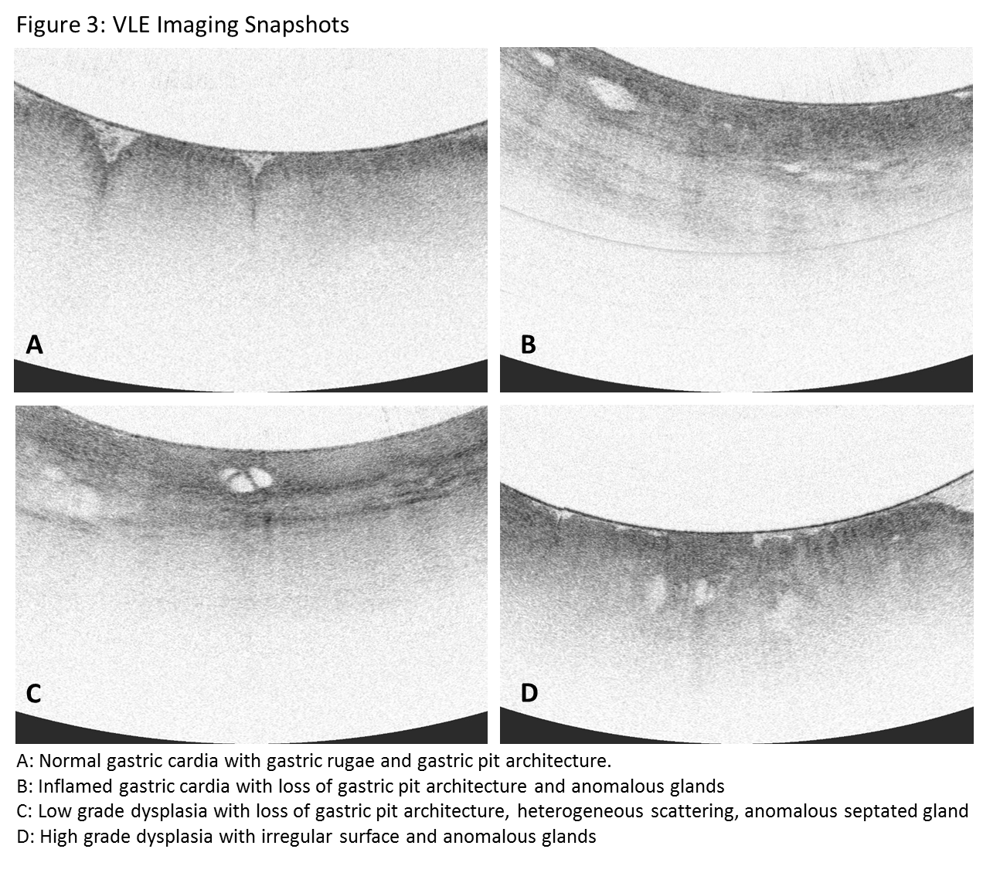 Figure 3: VLE Imaging Snapshots
A
B
C
D
A: Normal gastric cardia with gastric rugae and gastric pit architecture.
B: Inflamed gastric cardia with loss of gastric pit architecture and anomalous glands
C: Low grade dysplasia with loss of gastric pit architecture, heterogeneous scattering, anomalous septated gland
D: High grade dysplasia with irregular surface and anomalous glands